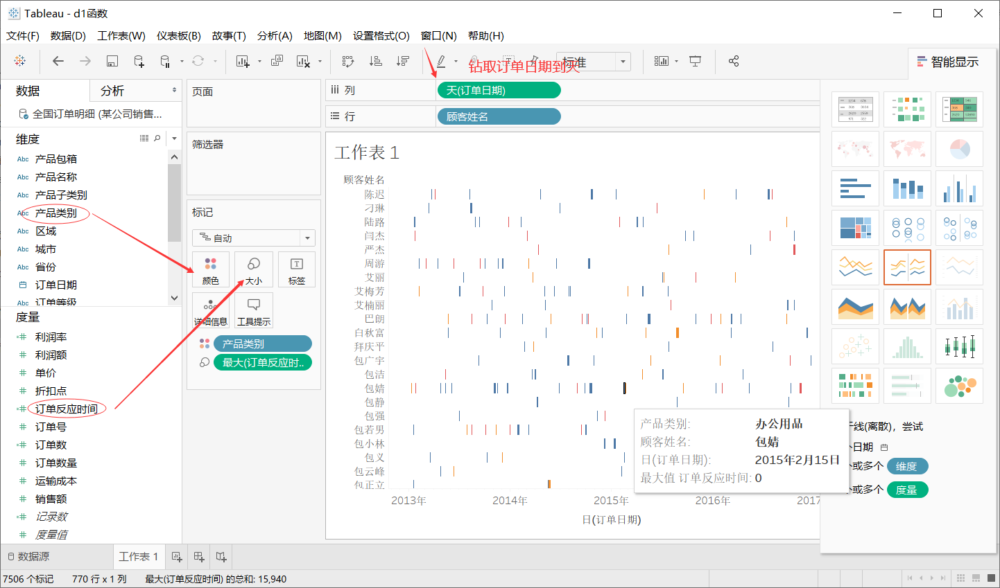 Tableau - d1函数
文件(F) 数据(D) 工作表(W) 仪表板(B) 故事(T) 分析(A) 地图(M) 设置格式(O) 窗口(N) 帮助(H)
标准
钻取订单日期到天
智能显示
数据 分析
全国订单明细 (某公司销售...
维度
Abc 产品包箱
Abc 产品名称
Abc 产品子类别
Abc 产品类别
Abc 区域
Abc 城市
Abc 省份
订单日期
Abc 订单等级
度量
利润率
利润额
单价
折扣点
订单反应时间
订单号
订单数
订单数量
运输成本
销售额
记录数
度量值
页面
筛选器
标记
自动
颜色 大小 标签
详细信息 工具提示
产品类别
最大(订单反应时..
列 天(订单日期)
行 顾客姓名
工作表 1
顾客姓名
陈迟
刁琳
陆路
闫杰
严杰
周游
艾丽
艾梅芳
艾楠丽
巴朗
白秋富
拜庆平
包广宇
包洁
包婧
包静
包强
包若男
包小林
包义
包云峰
包正立
2013年 2014年 2015年 2016年 2017
日(订单日期)
产品类别: 办公用品
顾客姓名: 包婧
日(订单日期): 2015年2月15日
最大值 订单反应时间: 0
线(离散), 尝试
个日期
或多个 维度
或多个 度量
数据源 工作表 1
7506 个标记 770 行 x 1 列 最大(订单反应时间) 的总和: 15,940